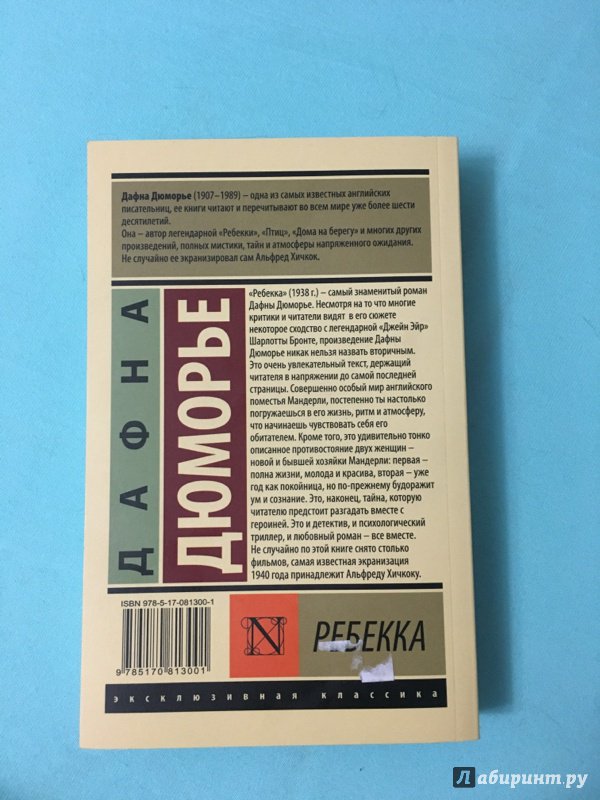 Дафна Дюморье (1907–1989) – одна из самых известных английских
писательниц, ее книги читают и перечитывают во всем мире уже более шести
десятилетий.
Она – автор легендарной «Ребекки», «Птиц», «Дома на берегу» и многих других
произведений, полных мистики, тайн и атмосферы напряженного ожидания.
Не случайно ее экранизировал сам Альфред Хичкок.
ДАФНА
ДЮМОРЬЕ
«Ребекка» (1938 г.) – самый знаменитый роман
Дафны Дюморье. Несмотря на то что многие
критики и читатели видят в его сюжете
некоторое сходство с легендарной «Джейн Эйр»
Шарлотты Бронте, произведение Дафны
Дюморье никак нельзя назвать вторичным.
Это очень увлекательный текст, держащий
читателя в напряжении до самой последней
страницы. Совершенно особый мир английского
поместья Мандерли, постепенно ты настолько
погружаешься в его жизнь, ритм и атмосферу,
что начинаешь чувствовать себя его
обитателем. Кроме того, это удивительно тонко
описанное противостояние двух женщин –
новой и бывшей хозяйки Мандерли: первая –
полна жизни, молода и красива, вторая – уже
год как покойница, но по-прежнему будоражит
ум и сознание. Это, наконец, тайна, которую
читателю предстоит разгадать вместе с
героиней. Это и детектив, и психологический
триллер, и любовный роман – все вместе.
Не случайно по этой книге снято столько
фильмов, самая известная экранизация
1940 года принадлежит Альфреду Хичкоку.
ISBN 978-5-17-081300-1
9 785170 813001
N
РЕБЕККА
эксклюзивная классика
Лабиринт.ру